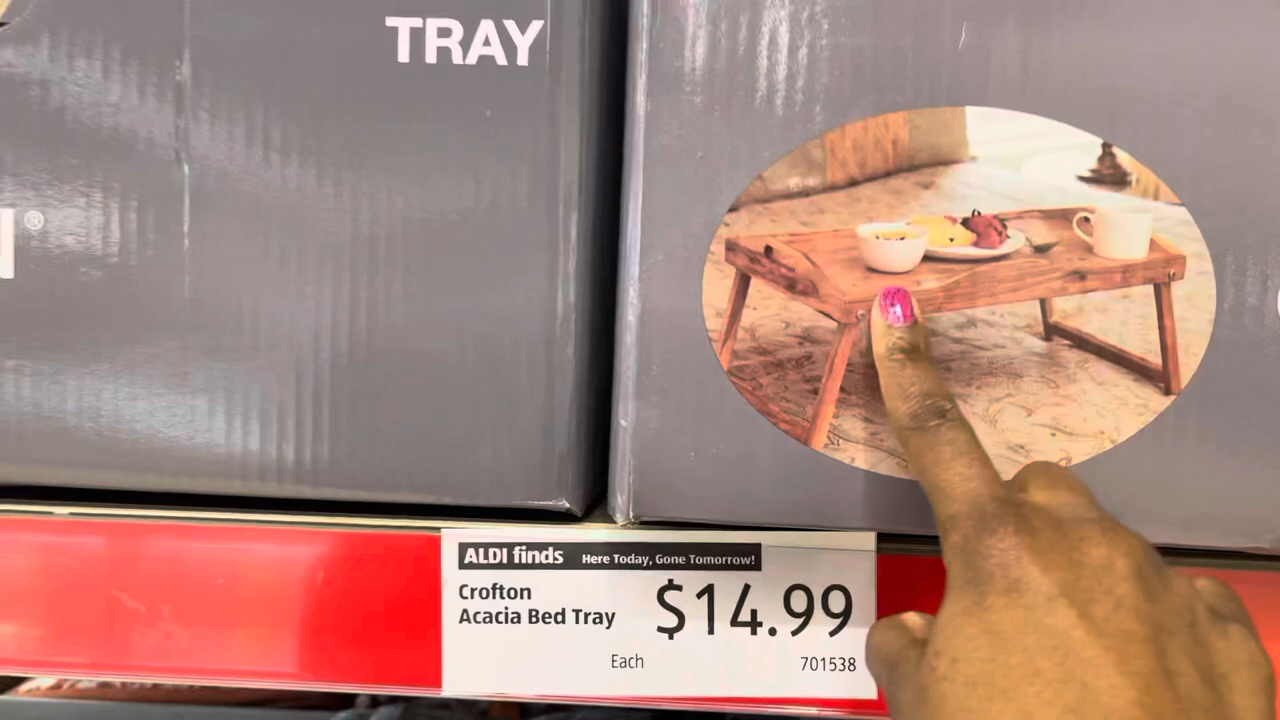 TRAY
®
ALDI finds Here Today, Gone Tomorrow!
Crofton
Acacia Bed Tray
$14.99
Each
701538